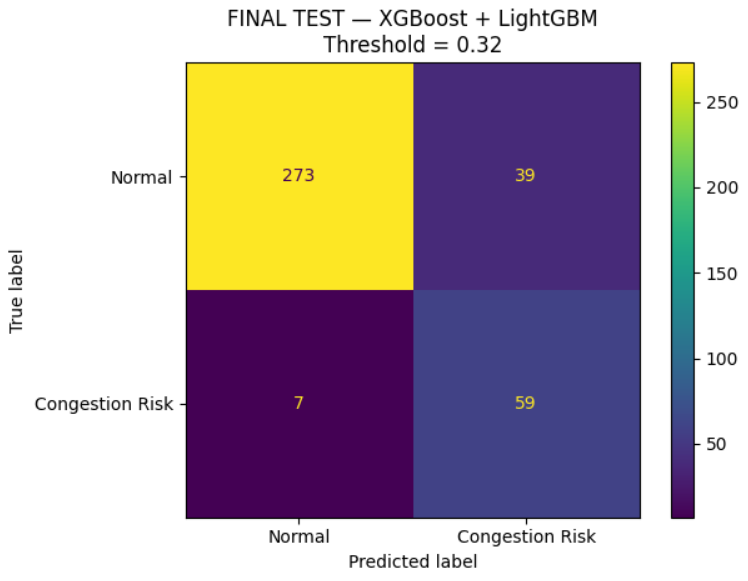 FINAL TEST — XGBoost + LightGBM
Threshold = 0.32
Normal
273
39
Congestion Risk
7
59
Normal
Congestion Risk
Predicted label
True label
250
200
150
100
50